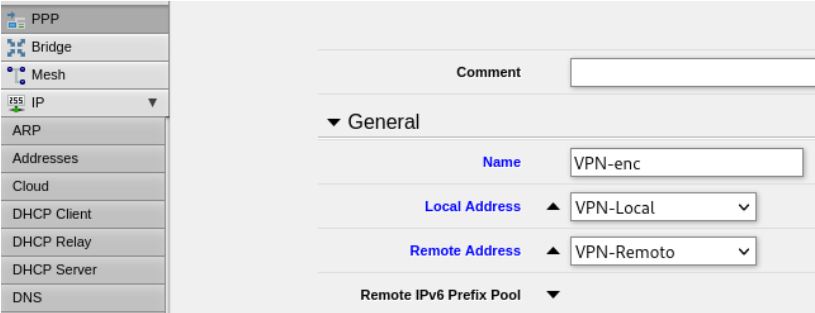 PPP
Bridge
Mesh
255 IP ▼
ARP
Addresses
Cloud
DHCP Client
DHCP Relay
DHCP Server
DNS
Comment
▼ General
Name VPN-enc
Local Address ▲ VPN-Local
Remote Address ▲ VPN-Remoto
Remote IPv6 Prefix Pool ▼